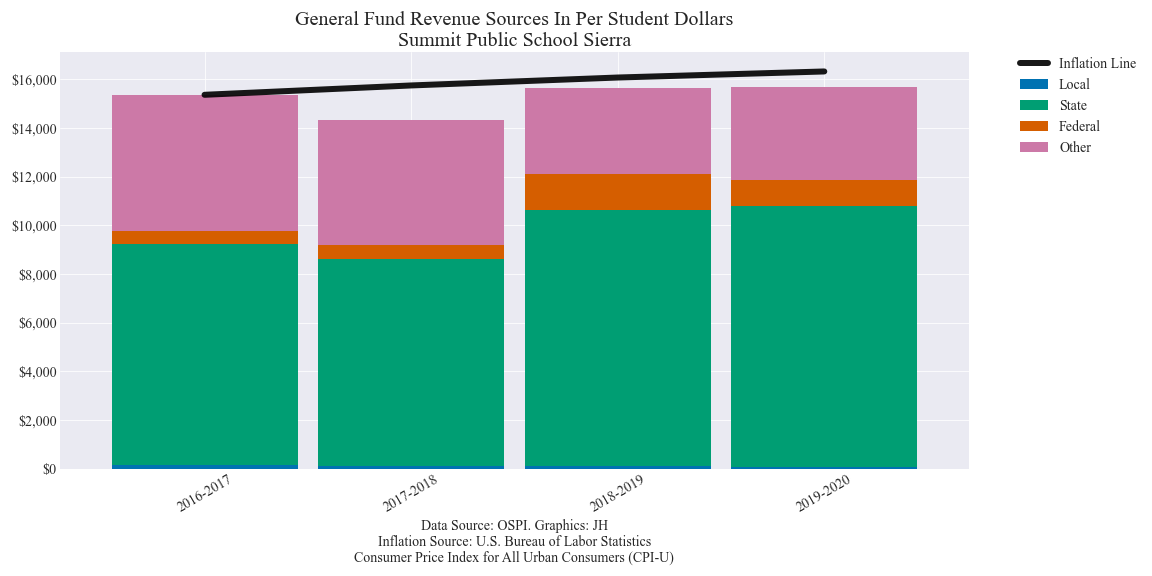 General Fund Revenue Sources In Per Student Dollars
Summit Public School Sierra
Inflation Line
Local
State
Federal
Other
$16,000
$14,000
$12,000
$10,000
$8,000
$6,000
$4,000
$2,000
$0
2016-2017
2017-2018
2018-2019
2019-2020
Data Source: OSPI. Graphics: JH
Inflation Source: U.S. Bureau of Labor Statistics
Consumer Price Index for All Urban Consumers (CPI-U)